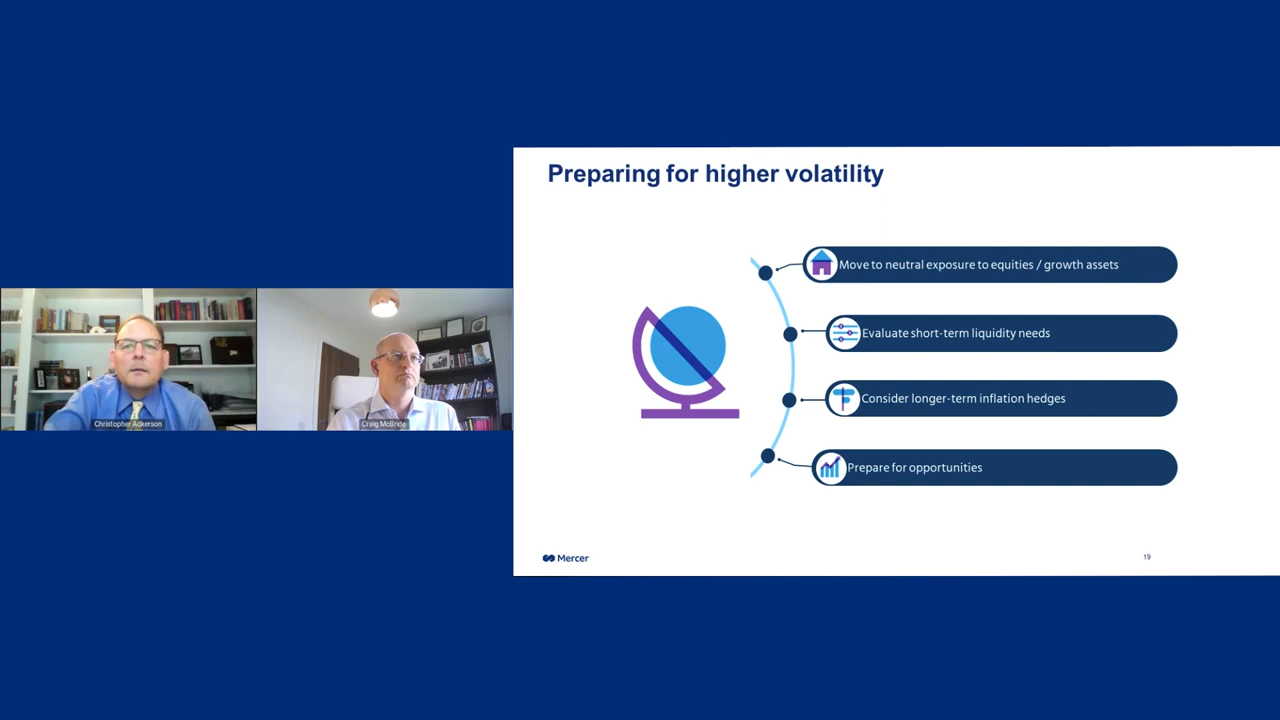 Preparing for higher volatility
Move to neutral exposure to equities / growth assets
Evaluate short-term liquidity needs
Consider longer-term inflation hedges
Prepare for opportunities
Christopher Adkerson
Craig McBride
Mercer
19